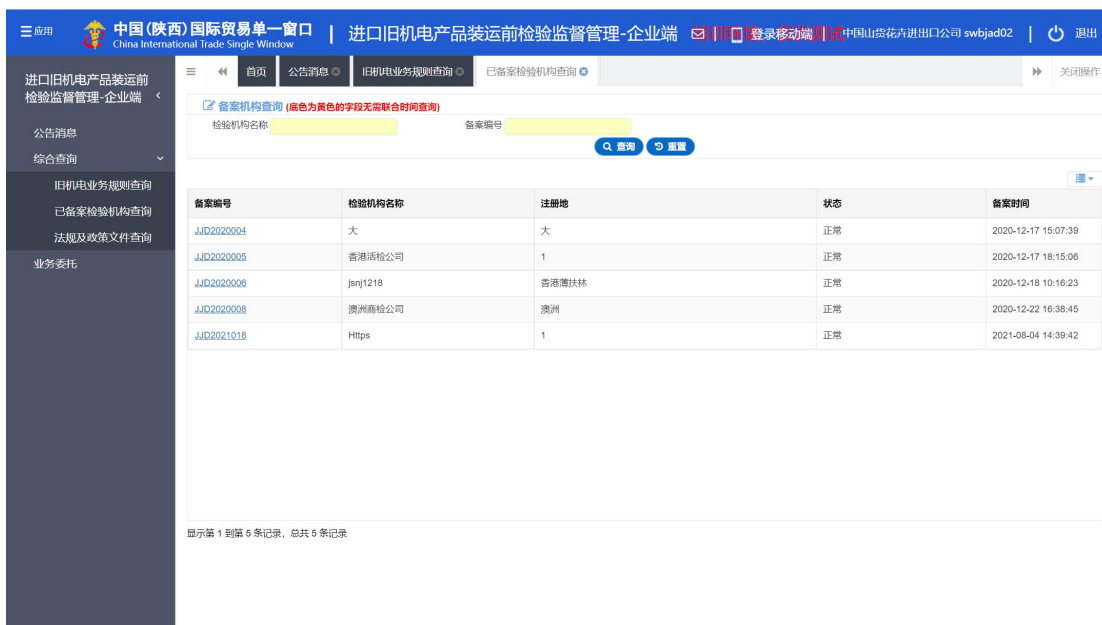 应用
中国(陕西)国际贸易单一窗口
China International Trade Single Window
进口旧机电产品装运前检验监督管理-企业端
登录移动端
中国山货花卉进出口公司 swbjad02
退出
进口旧机电产品装运前
检验监督管理-企业端
公告消息
综合查询
旧机电业务规则查询
已备案检验机构查询
法规及政策文件查询
业务委托
首页 公告消息 旧机电业务规则查询 已备案检验机构查询 关闭操作
备案机构查询 (底色为黄色的字段无需联合时间查询)
检验机构名称 备案编号
查询 重置
备案编号 检验机构名称 注册地 状态 备案时间
JJD2020004 大 大 正常 2020-12-17 15:07:39
JJD2020005 香港活检公司 1 正常 2020-12-17 18:15:06
JJD2020006 jsnj1218 香港薄扶林 正常 2020-12-18 10:16:23
JJD2020008 澳洲商检公司 澳洲 正常 2020-12-22 16:38:45
JJD2021018 Https 1 正常 2021-08-04 14:39:42
显示第 1 到第 5 条记录，总共 5 条记录